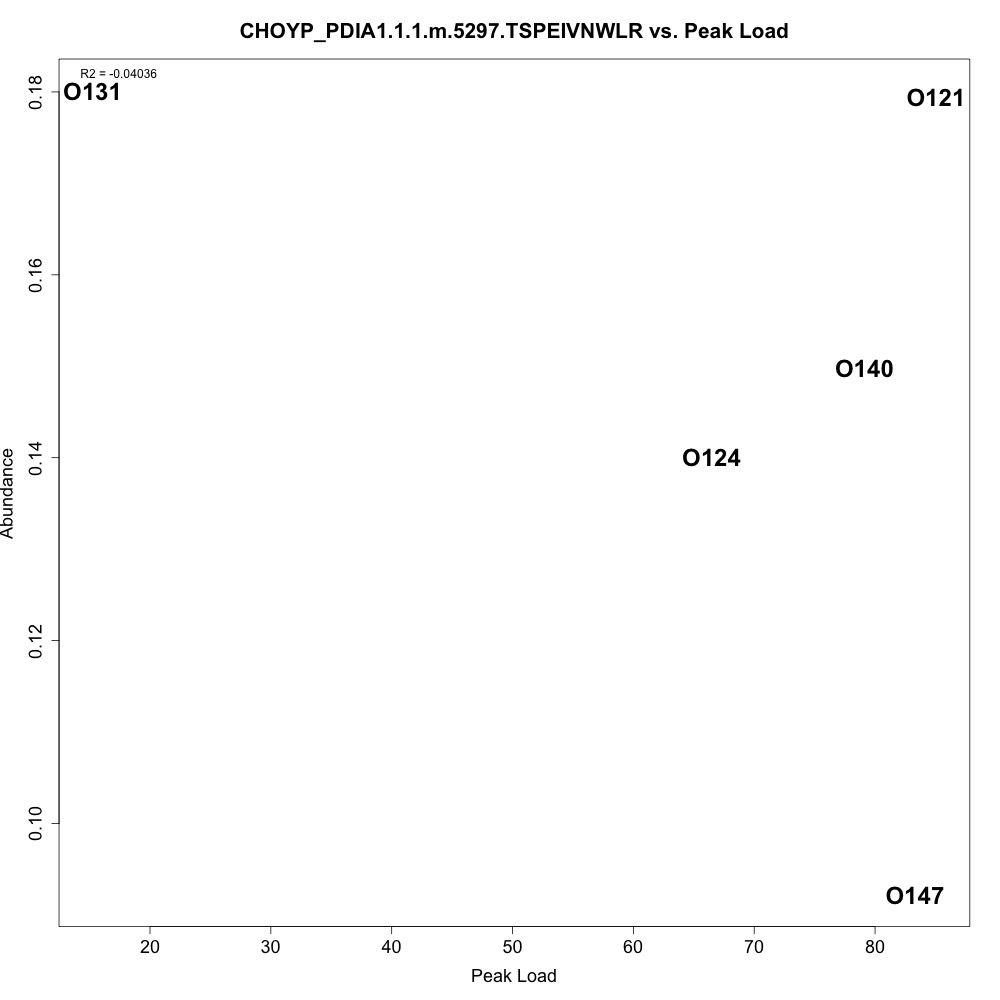 CHOYP_PDIA1.1.1.m.5297.TSPEIVNWLR vs. Peak Load
R2 = -0.04036
O131
O121
O140
O124
O147
0.18
0.16
0.14
0.12
0.10
Abundance
20 30 40 50 60 70 80
Peak Load